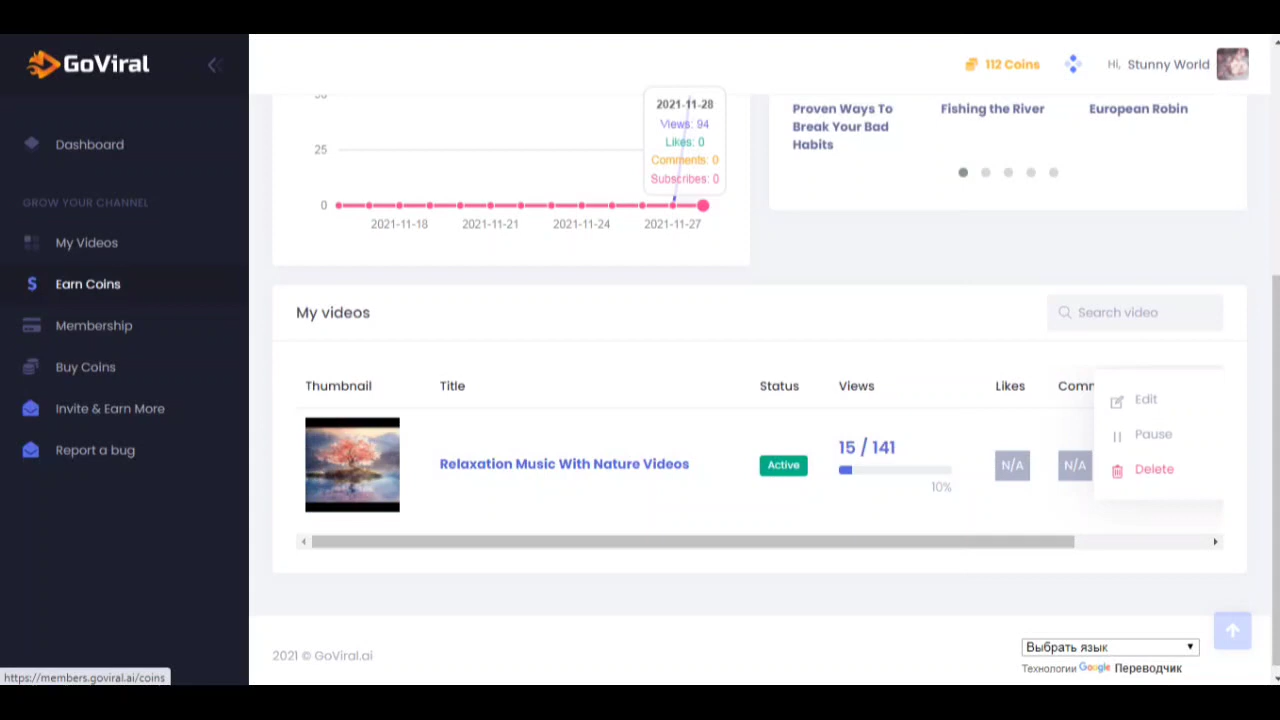 GoViral
112 Coins
Hi, Stunny World
Dashboard
GROW YOUR CHANNEL
My Videos
Earn Coins
Membership
Buy Coins
Invite & Earn More
Report a bug
2021-11-28
Views: 94
Likes: 0
Comments: 0
Subscribes: 0
25
0
2021-11-18 2021-11-21 2021-11-24 2021-11-27
Proven Ways To
Break Your Bad
Habits
Fishing the River
European Robin
My videos
Search video
Thumbnail Title Status Views Likes Comm
Edit
Pause
Delete
Relaxation Music With Nature Videos
Active
15 / 141
10%
N/A
N/A
2021 © GoViral.ai
Выбрать язык
Технологии Google Переводчик
https://members.goviral.ai/coins